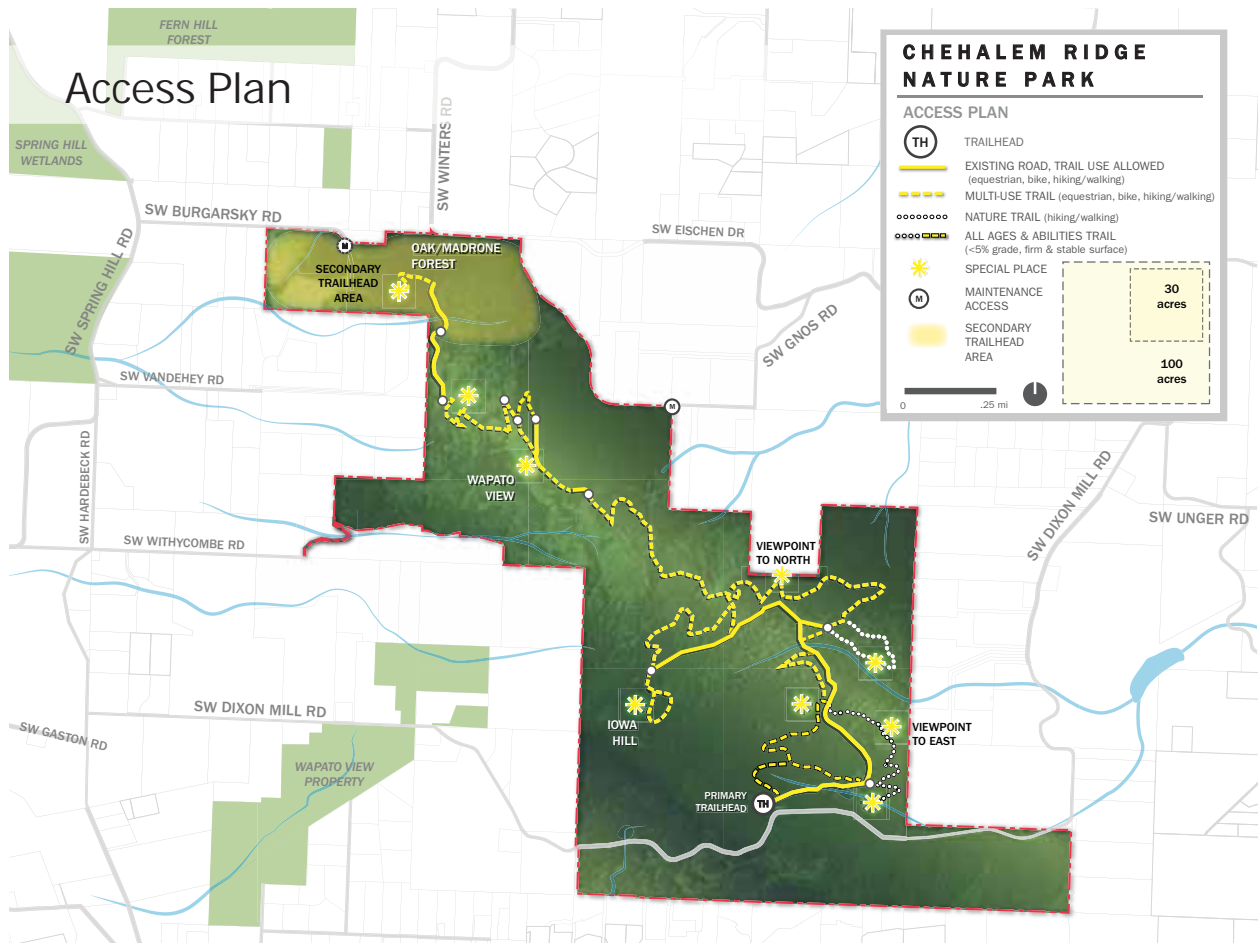 FERN HILL
FOREST
Access Plan
SPRING HILL
WETLANDS
SW WINTERS RD
SW BURGARSKY RD
SW SPRING HILL RD
SW EISCHEN DR
SW GNOS RD
M
OAK/MADRONE
FOREST
SECONDARY
TRAILHEAD
AREA
SW VANDEHEY RD
M
SW HARDEBECK RD
WAPATO
VIEW
SW WITHYCOMBE RD
SW DIXON MILL RD
SW UNGER RD
VIEWPOINT
TO NORTH
SW DIXON MILL RD
SW GASTON RD
IOWA
HILL
VIEWPOINT
TO EAST
WAPATO VIEW
PROPERTY
PRIMARY
TRAILHEAD
TH
CHEHALEM RIDGE
NATURE PARK
ACCESS PLAN
TH
TRAILHEAD
EXISTING ROAD, TRAIL USE ALLOWED
(equestrian, bike, hiking/walking)
MULTI-USE TRAIL (equestrian, bike, hiking/walking)
NATURE TRAIL (hiking/walking)
ALL AGES & ABILITIES TRAIL
(<5% grade, firm & stable surface)
SPECIAL PLACE
M
MAINTENANCE
ACCESS
SECONDARY
TRAILHEAD
AREA
30
acres
100
acres
0 .25 mi